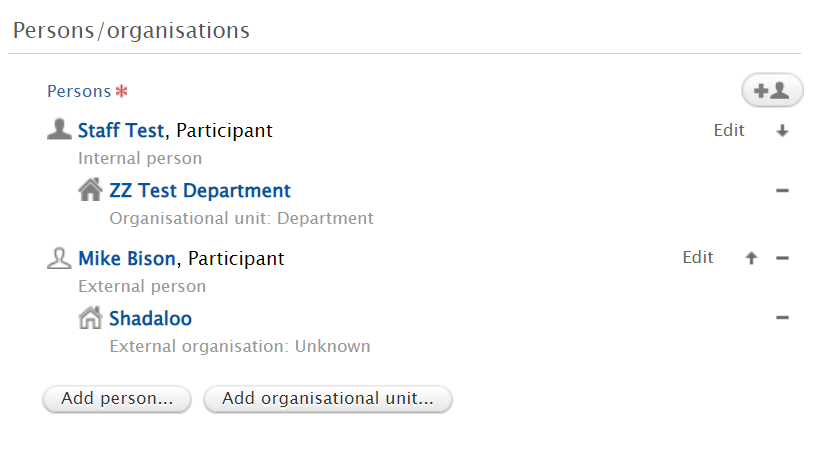 Persons/organisations
Persons*
Staff Test, Participant Edit
Internal person
ZZ Test Department
Organisational unit: Department
Mike Bison, Participant Edit
External person
Shadaloo
External organisation: Unknown
Add person... Add organisational unit...